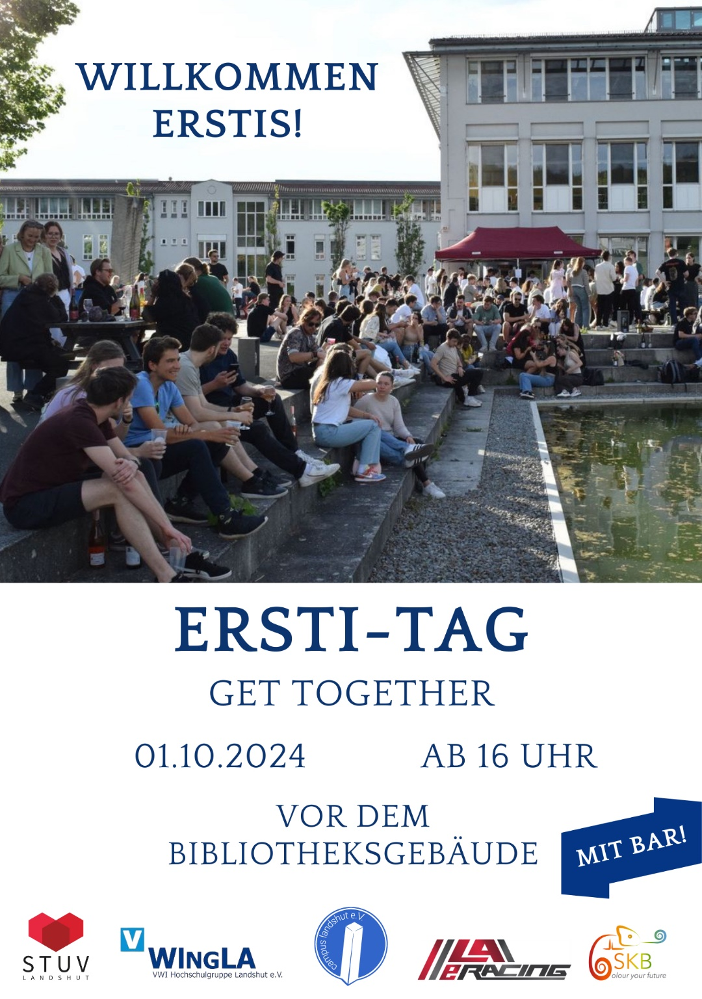 WILLKOMMEN
ERSTIS!
ERSTI-TAG
GET TOGETHER
01.10.2024 AB 16 UHR
VOR DEM
BIBLIOTHEKSGEBÄUDE
MIT BAR!
STUV
LANDSHUT
V
WINGLA
VWI Hochschulgruppe Landshut e.V.
campus landshut e.V.
LA
eRACING
SKB
Colour your future